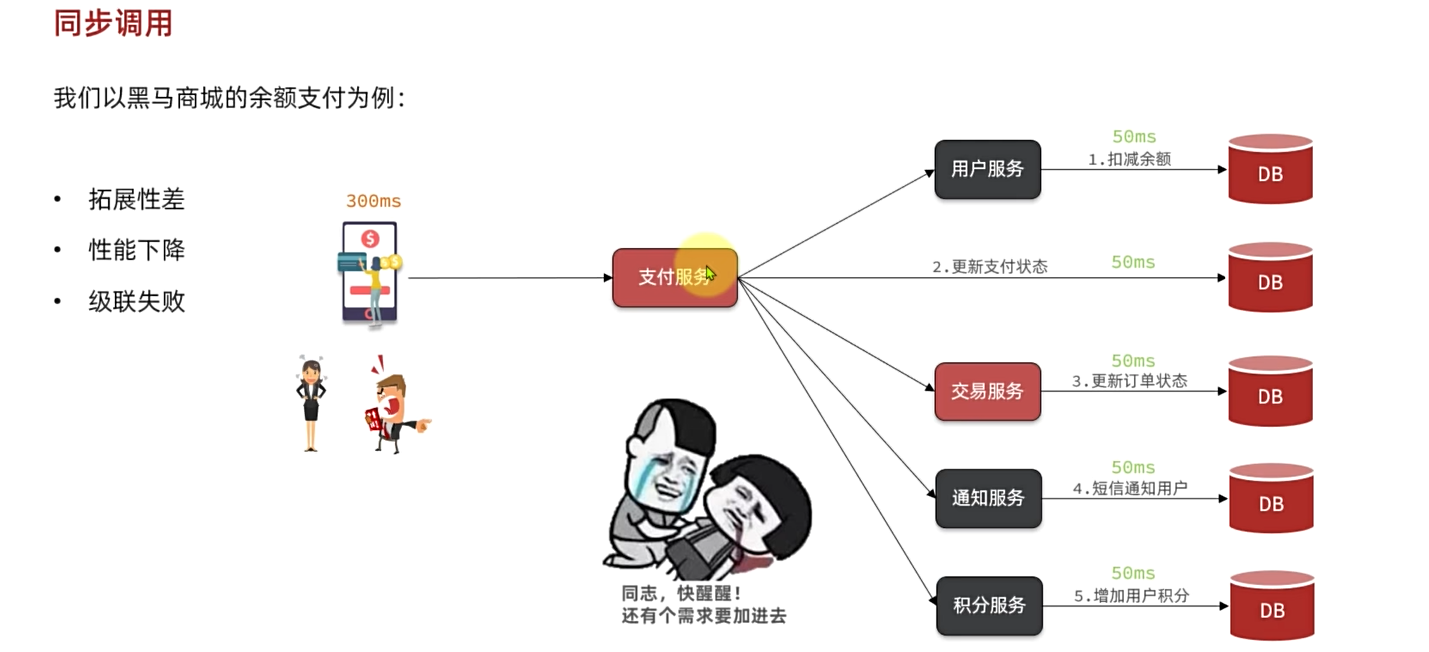 同步调用
我们以黑马商城的余额支付为例：
• 拓展性差
• 性能下降
• 级联失败
300ms
支付服务
用户服务
50ms
1.扣减余额
DB
2.更新支付状态
50ms
DB
交易服务
50ms
3.更新订单状态
DB
通知服务
50ms
4.短信通知用户
DB
积分服务
50ms
5.增加用户积分
DB
同志，快醒醒！
还有个需求要加进去